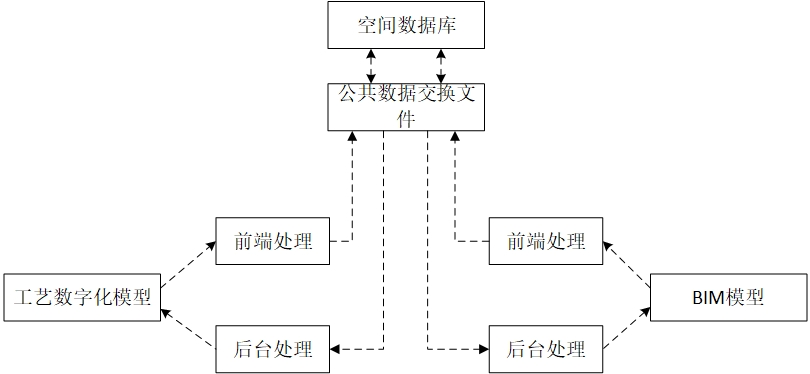 空间数据库
公共数据交换文
件
前端处理
前端处理
工艺数字化模型
BIM模型
后台处理
后台处理